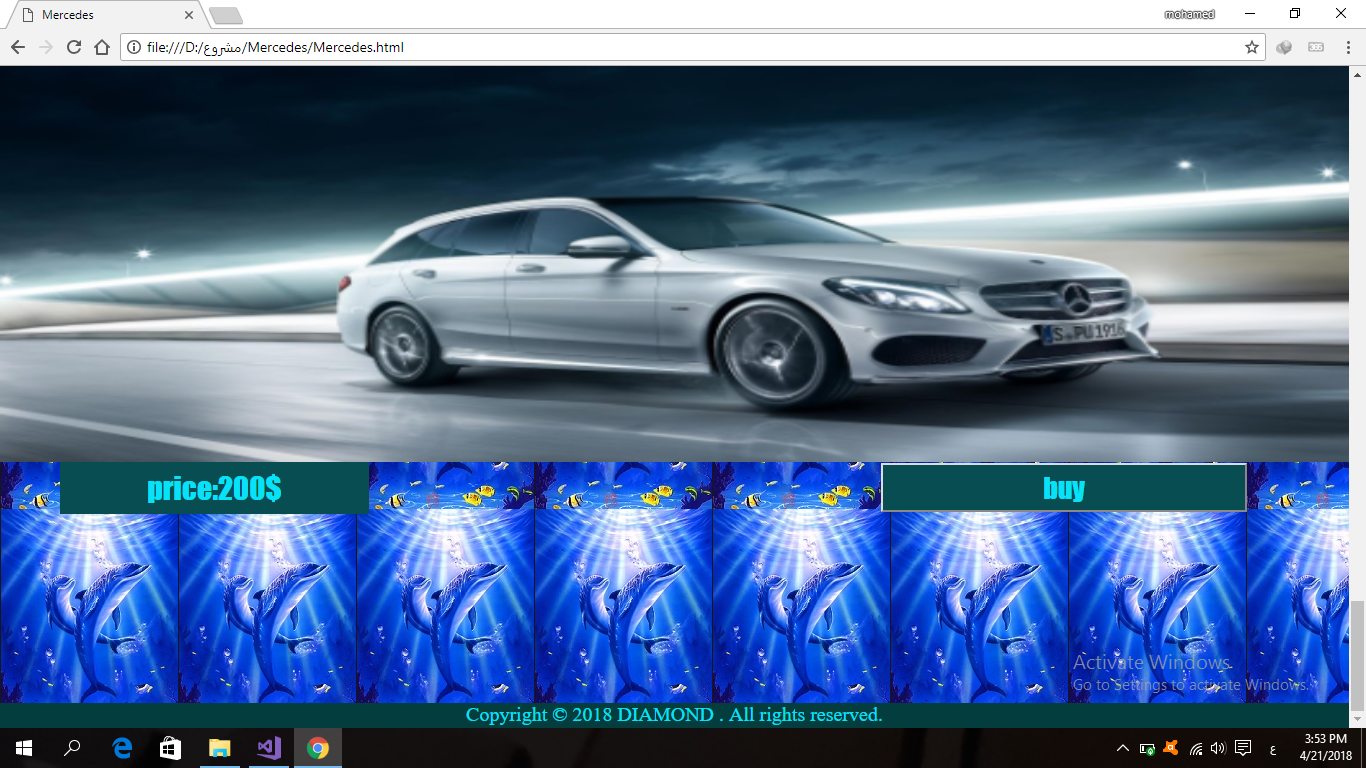 Mercedes
mohamed
file:///D:/مشروع/Mercedes/Mercedes.html
S PU 1916
price:200$
buy
Activate Windows
Go to Settings to activate Windows.
Copyright © 2018 DIAMOND . All rights reserved.
ع
3:53 PM
4/21/2018